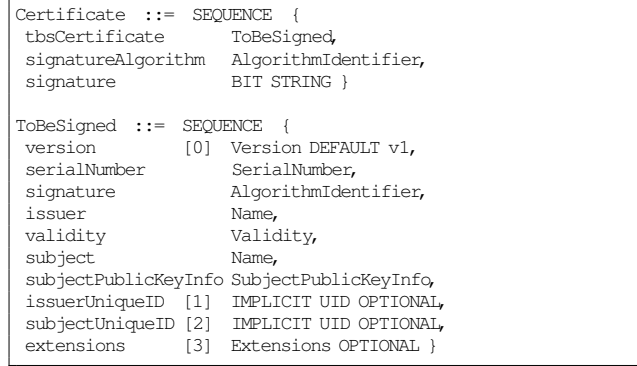 Certificate ::= SEQUENCE {
tbsCertificate ToBeSigned,
signatureAlgorithm AlgorithmIdentifier,
signature BIT STRING }

ToBeSigned ::= SEQUENCE {
version [0] Version DEFAULT v1,
serialNumber SerialNumber,
signature AlgorithmIdentifier,
issuer Name,
validity Validity,
subject Name,
subjectPublicKeyInfo SubjectPublicKeyInfo,
issuerUniqueID [1] IMPLICIT UID OPTIONAL,
subjectUniqueID [2] IMPLICIT UID OPTIONAL,
extensions [3] Extensions OPTIONAL }